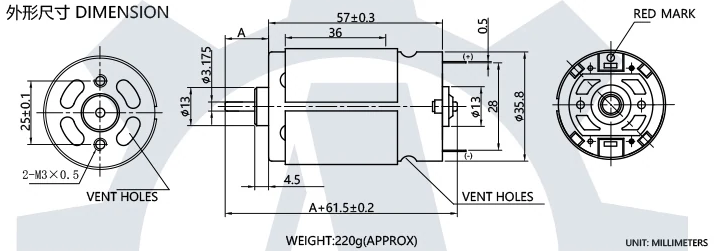 外形尺寸 DIMENSION
57±0.3
RED MARK
A
36
0.5
(+)
φ3.175
25±0.1
φ13
φ13
28
φ35.8
2-M3×0.5
(-)
4.5
VENT HOLES
VENT HOLES
A+61.5±0.2
WEIGHT:220g(APPROX)
UNIT: MILLIMETERS